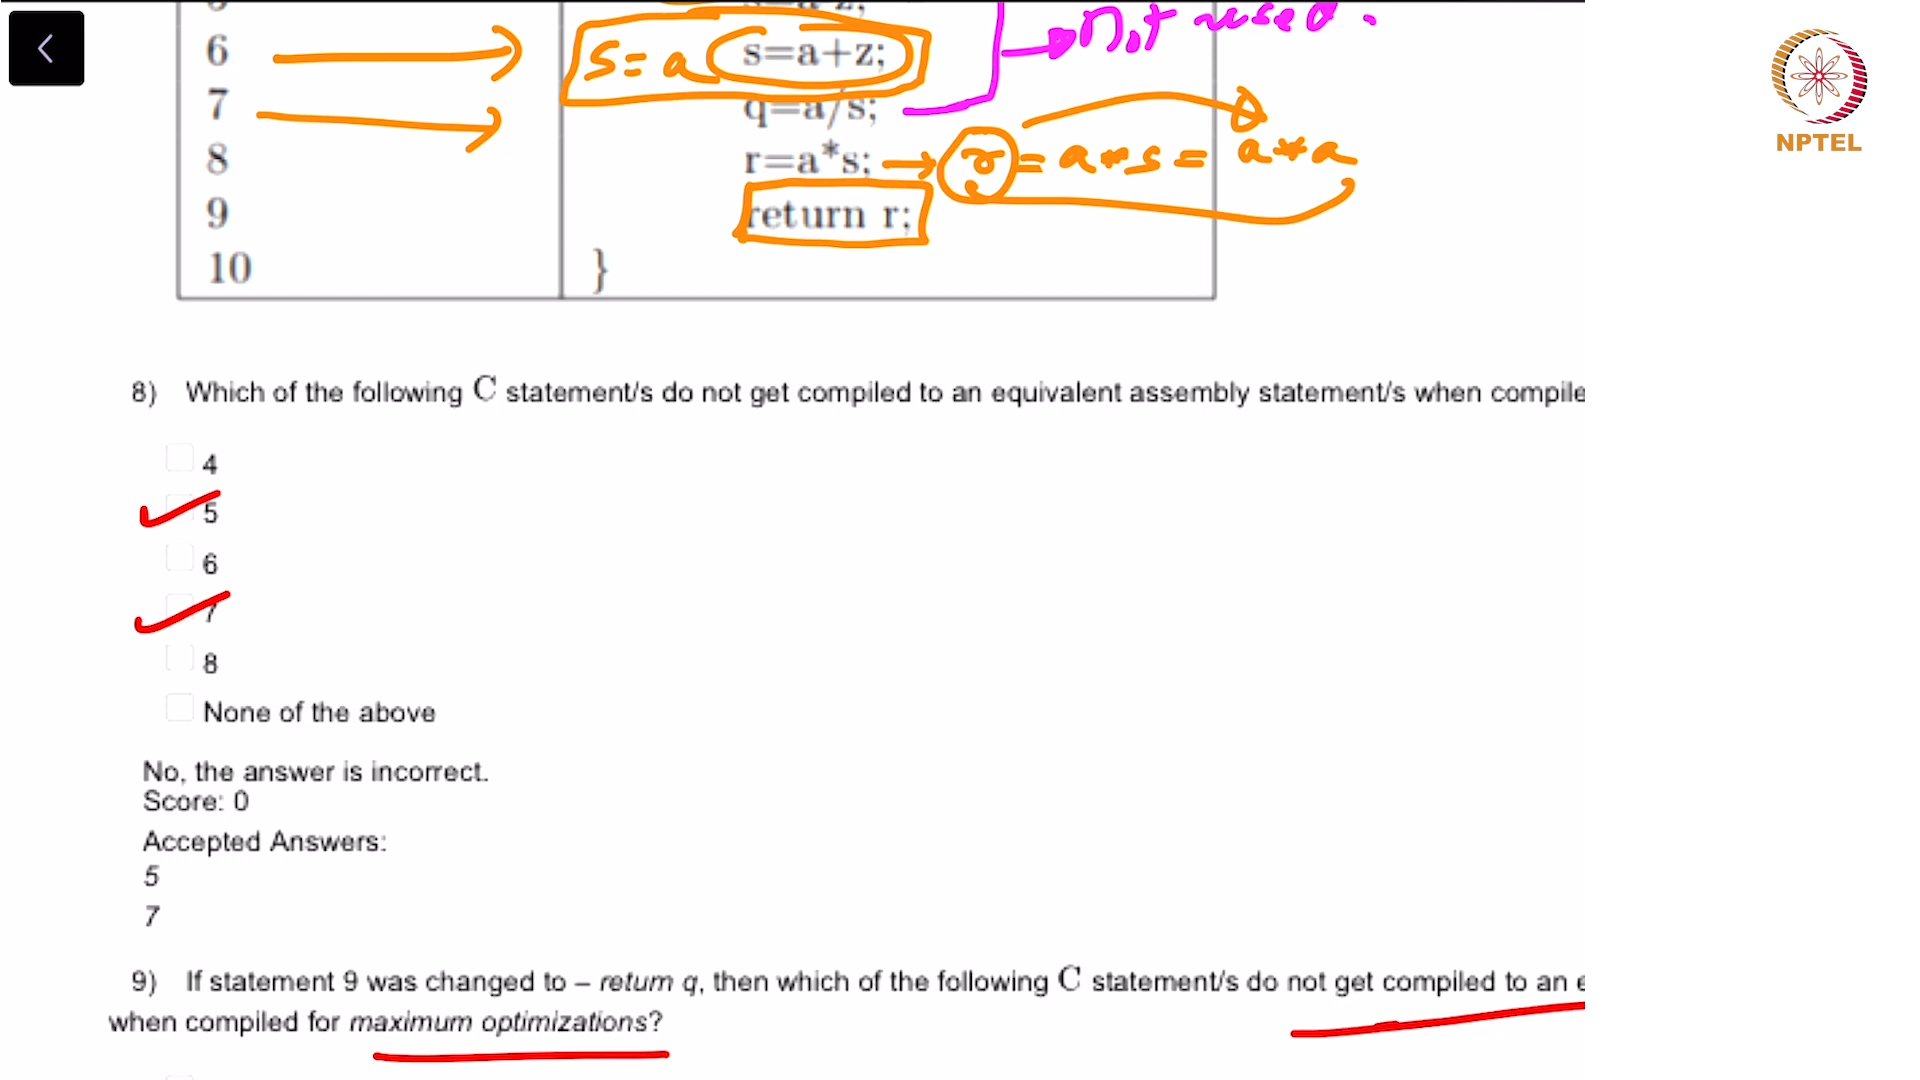 not used.
6 s=a s=a+z;
7 q=a/s;
8 r=a*s; r = a*s = a*a
9 return r;
10 }
NPTEL
8) Which of the following C statement/s do not get compiled to an equivalent assembly statement/s when compile
4
5
6
7
8
None of the above
No, the answer is incorrect.
Score: 0
Accepted Answers:
5
7
9) If statement 9 was changed to – return q, then which of the following C statement/s do not get compiled to an e
when compiled for maximum optimizations?